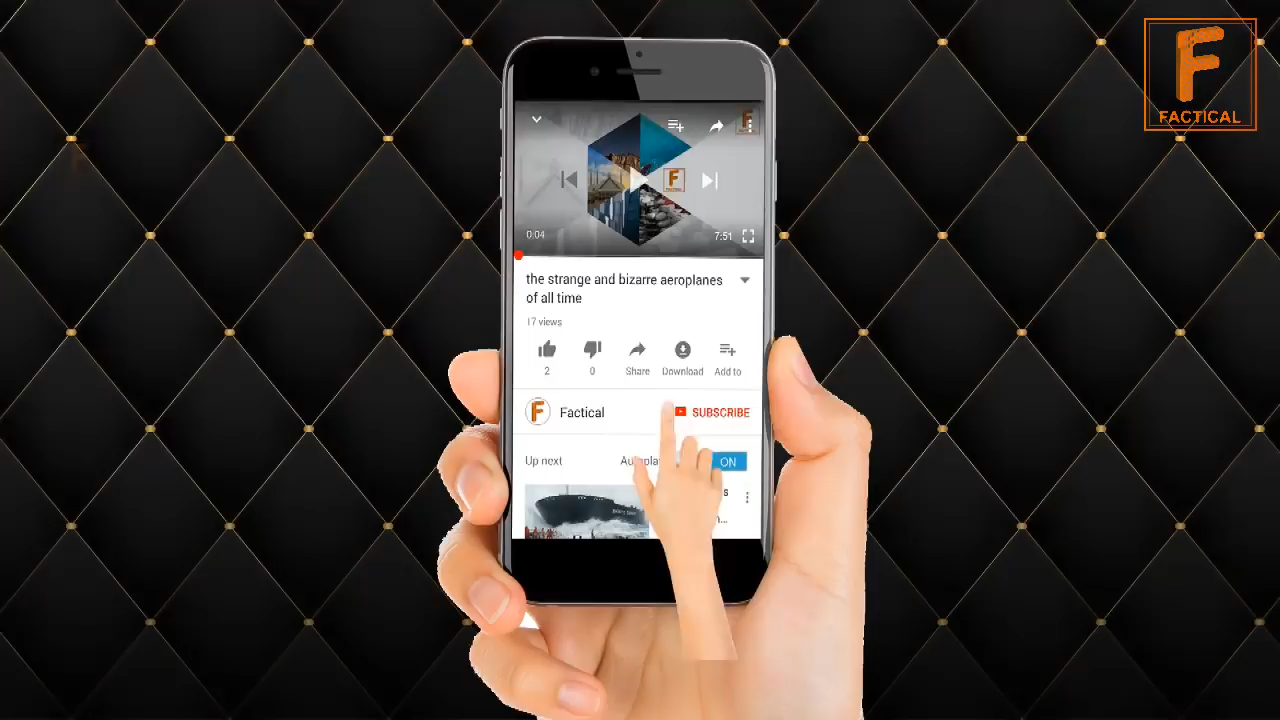 F
FACTICAL
F
0:04
7:51
the strange and bizarre aeroplanes
of all time
17 views
2
0
Share
Download
Add to
F
Factical
SUBSCRIBE
Up next
ON